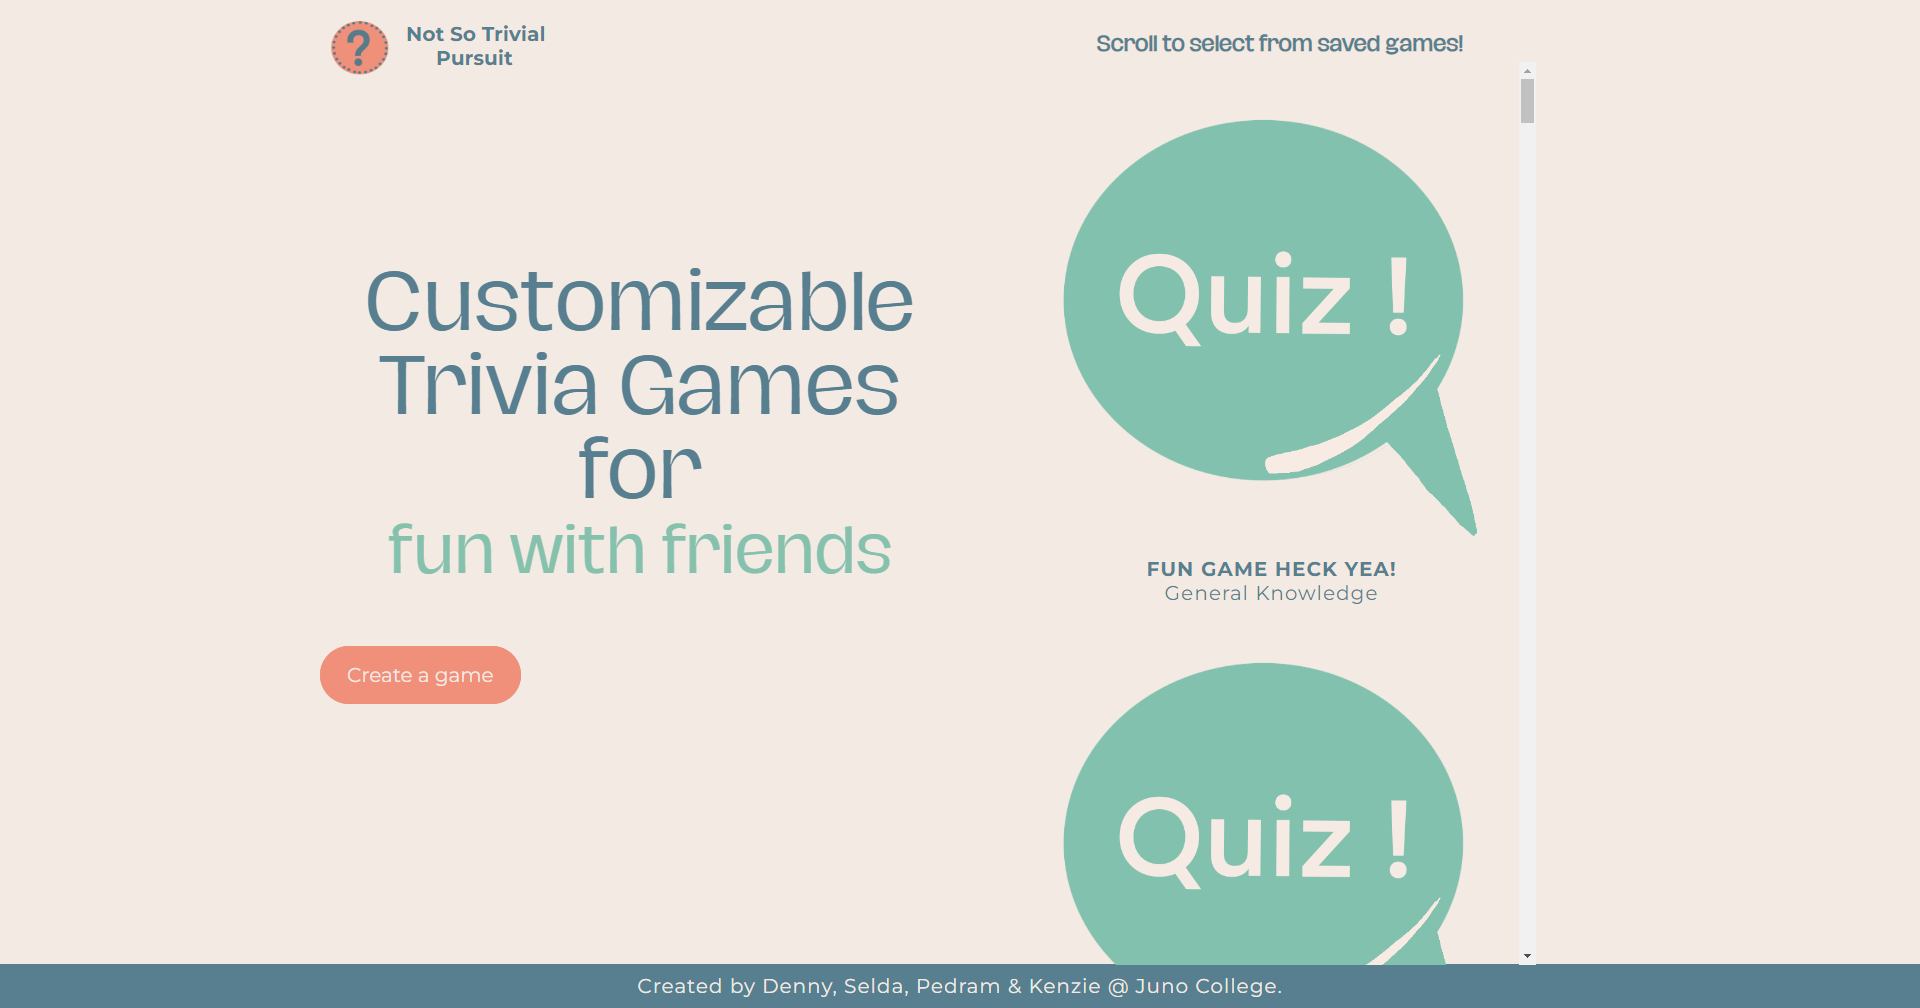 ?
Not So Trivial
Pursuit
Customizable
Trivia Games
for
fun with friends
Create a game
Scroll to select from saved games!
Quiz !
FUN GAME HECK YEA!
General Knowledge
Quiz !
Created by Denny, Selda, Pedram & Kenzie @ Juno College.